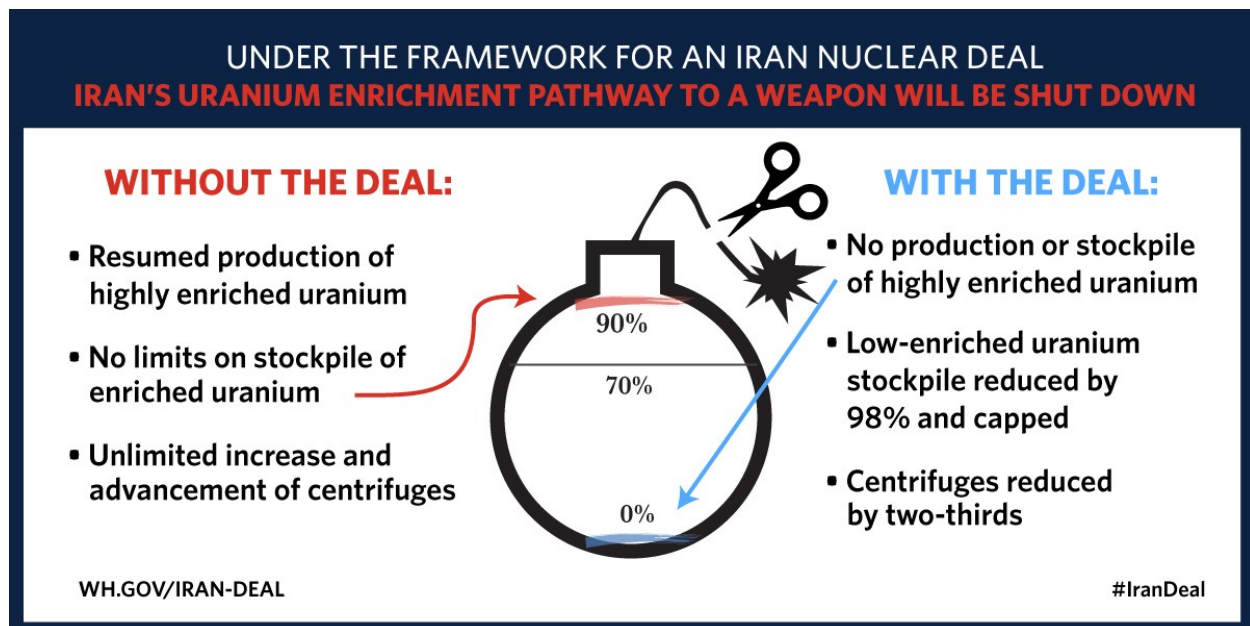 UNDER THE FRAMEWORK FOR AN IRAN NUCLEAR DEAL
IRAN'S URANIUM ENRICHMENT PATHWAY TO A WEAPON WILL BE SHUT DOWN
WITHOUT THE DEAL:
▪ Resumed production of
highly enriched uranium
▪ No limits on stockpile of
enriched uranium
▪ Unlimited increase and
advancement of centrifuges
90%
70%
0%
WITH THE DEAL:
▪ No production or stockpile
of highly enriched uranium
▪ Low-enriched uranium
stockpile reduced by
98% and capped
▪ Centrifuges reduced
by two-thirds
WH.GOV/IRAN-DEAL
#IranDeal